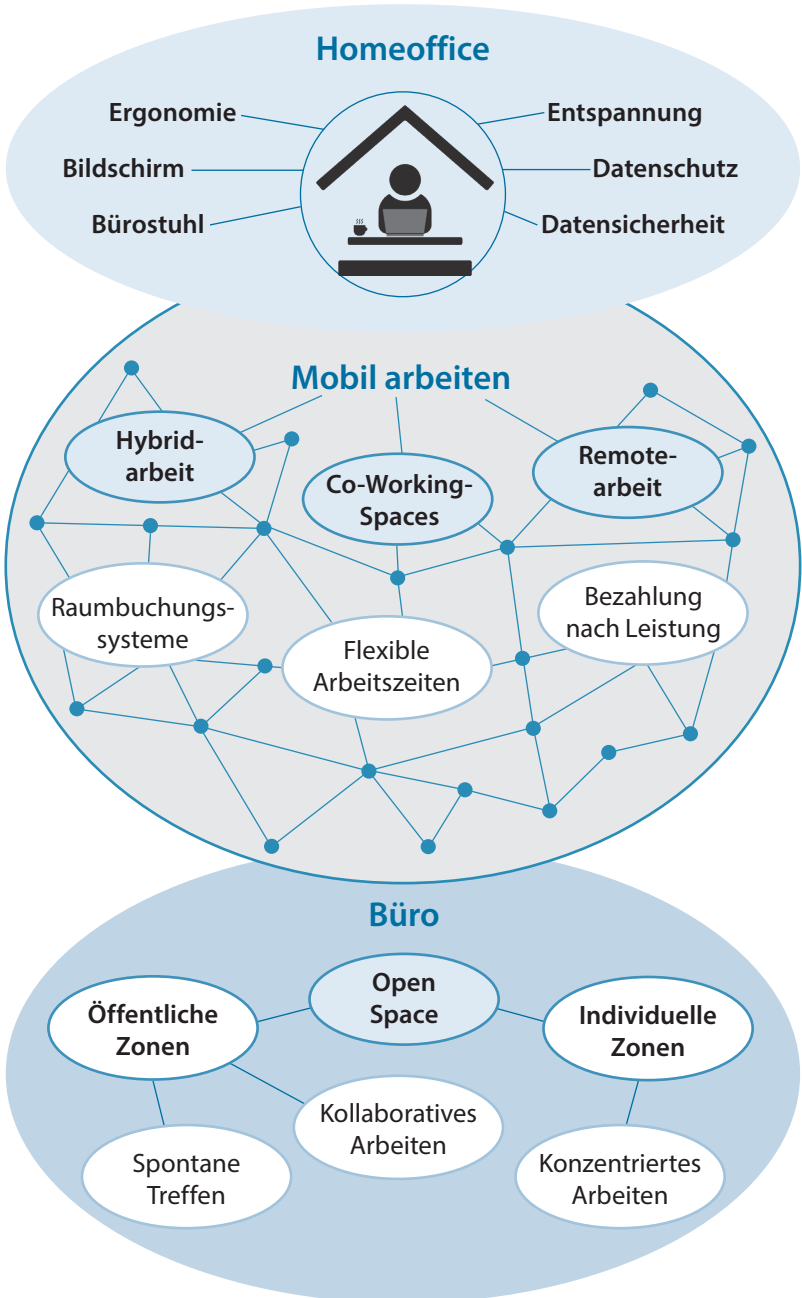 Homeoffice
Ergonomie
Entspannung
Bildschirm
Datenschutz
Bürostuhl
Datensicherheit
Mobil arbeiten
Hybrid-
arbeit
Co-Working-
Spaces
Remote-
arbeit
Raumbuchungs-
systeme
Flexible
Arbeitszeiten
Bezahlung
nach Leistung
Büro
Open
Space
Öffentliche
Zonen
Individuelle
Zonen
Kollaboratives
Arbeiten
Spontane
Treffen
Konzentriertes
Arbeiten